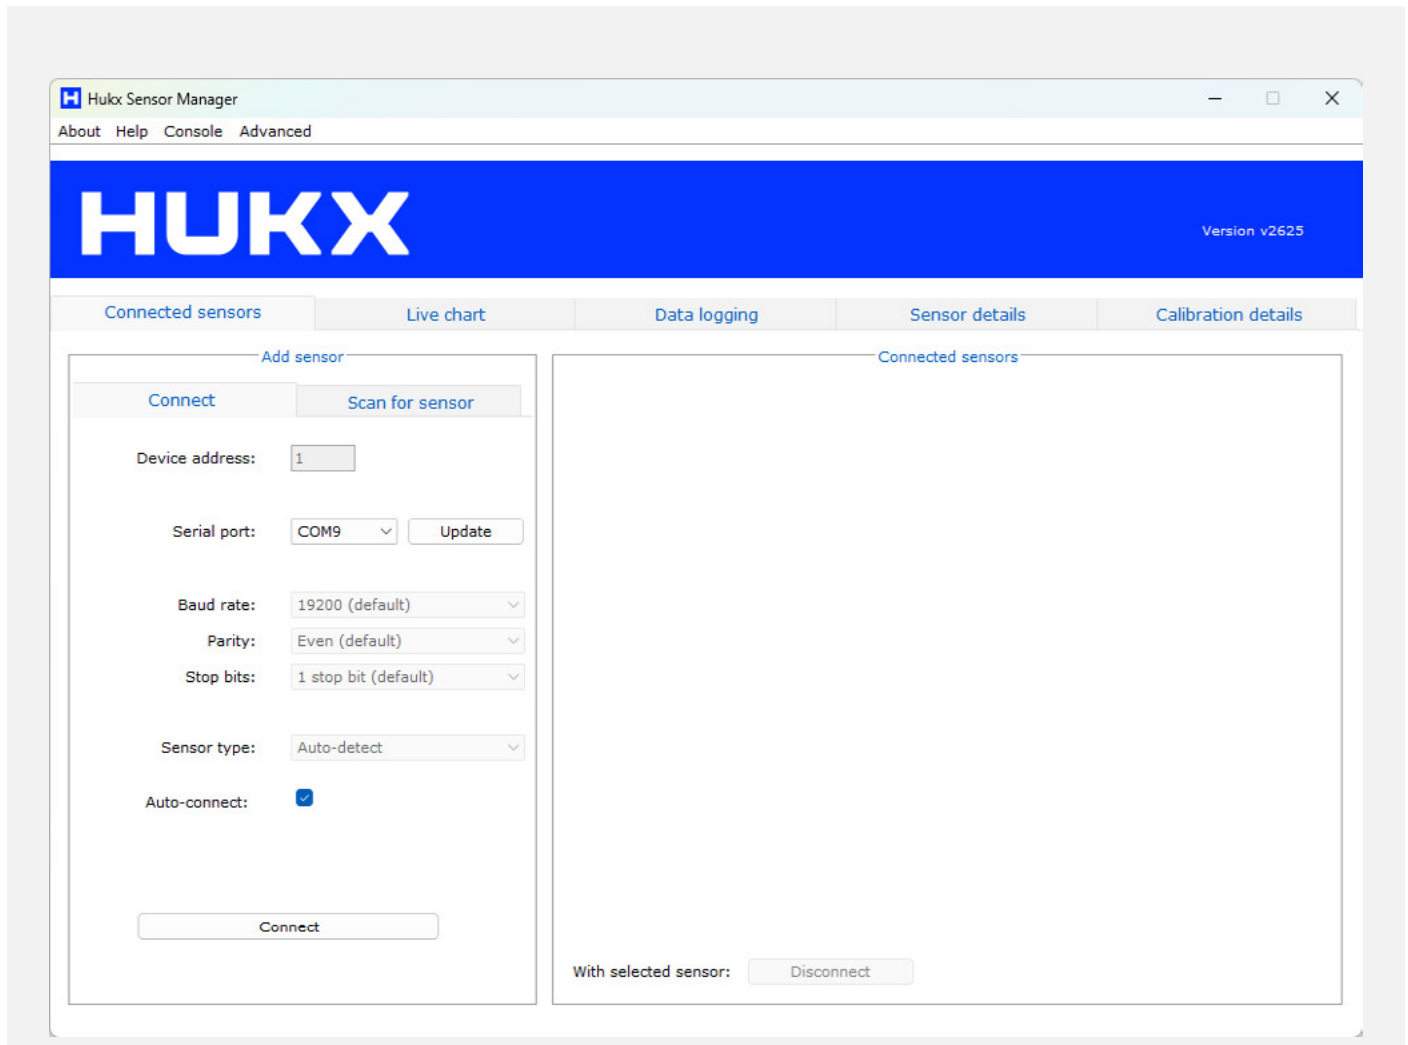 Hukx Sensor Manager
About Help Console Advanced
HUKX
Version v2625
Connected sensors Live chart Data logging Sensor details Calibration details
Add sensor
Connect Scan for sensor
Device address: 1
Serial port: COM9 Update
Baud rate: 19200 (default)
Parity: Even (default)
Stop bits: 1 stop bit (default)
Sensor type: Auto-detect
Auto-connect:
Connect
Connected sensors
With selected sensor: Disconnect